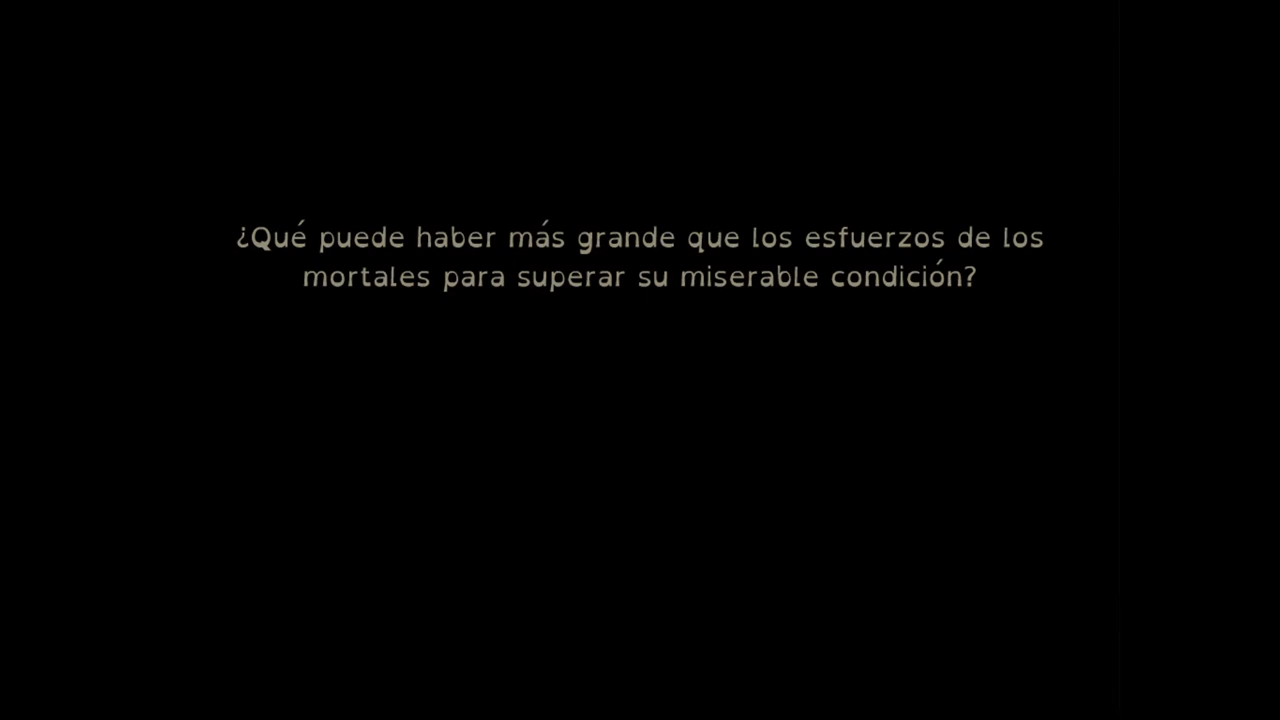 ¿Qué puede haber más grande que los esfuerzos de los
mortales para superar su miserable condición?